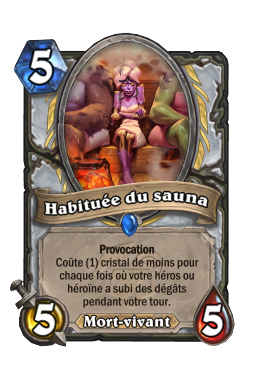 5
Habituée du sauna
Provocation
Coûte (1) cristal de moins pour
chaque fois où votre héros ou
héroïne a subi des dégâts
pendant votre tour.
5
Mort-vivant
5